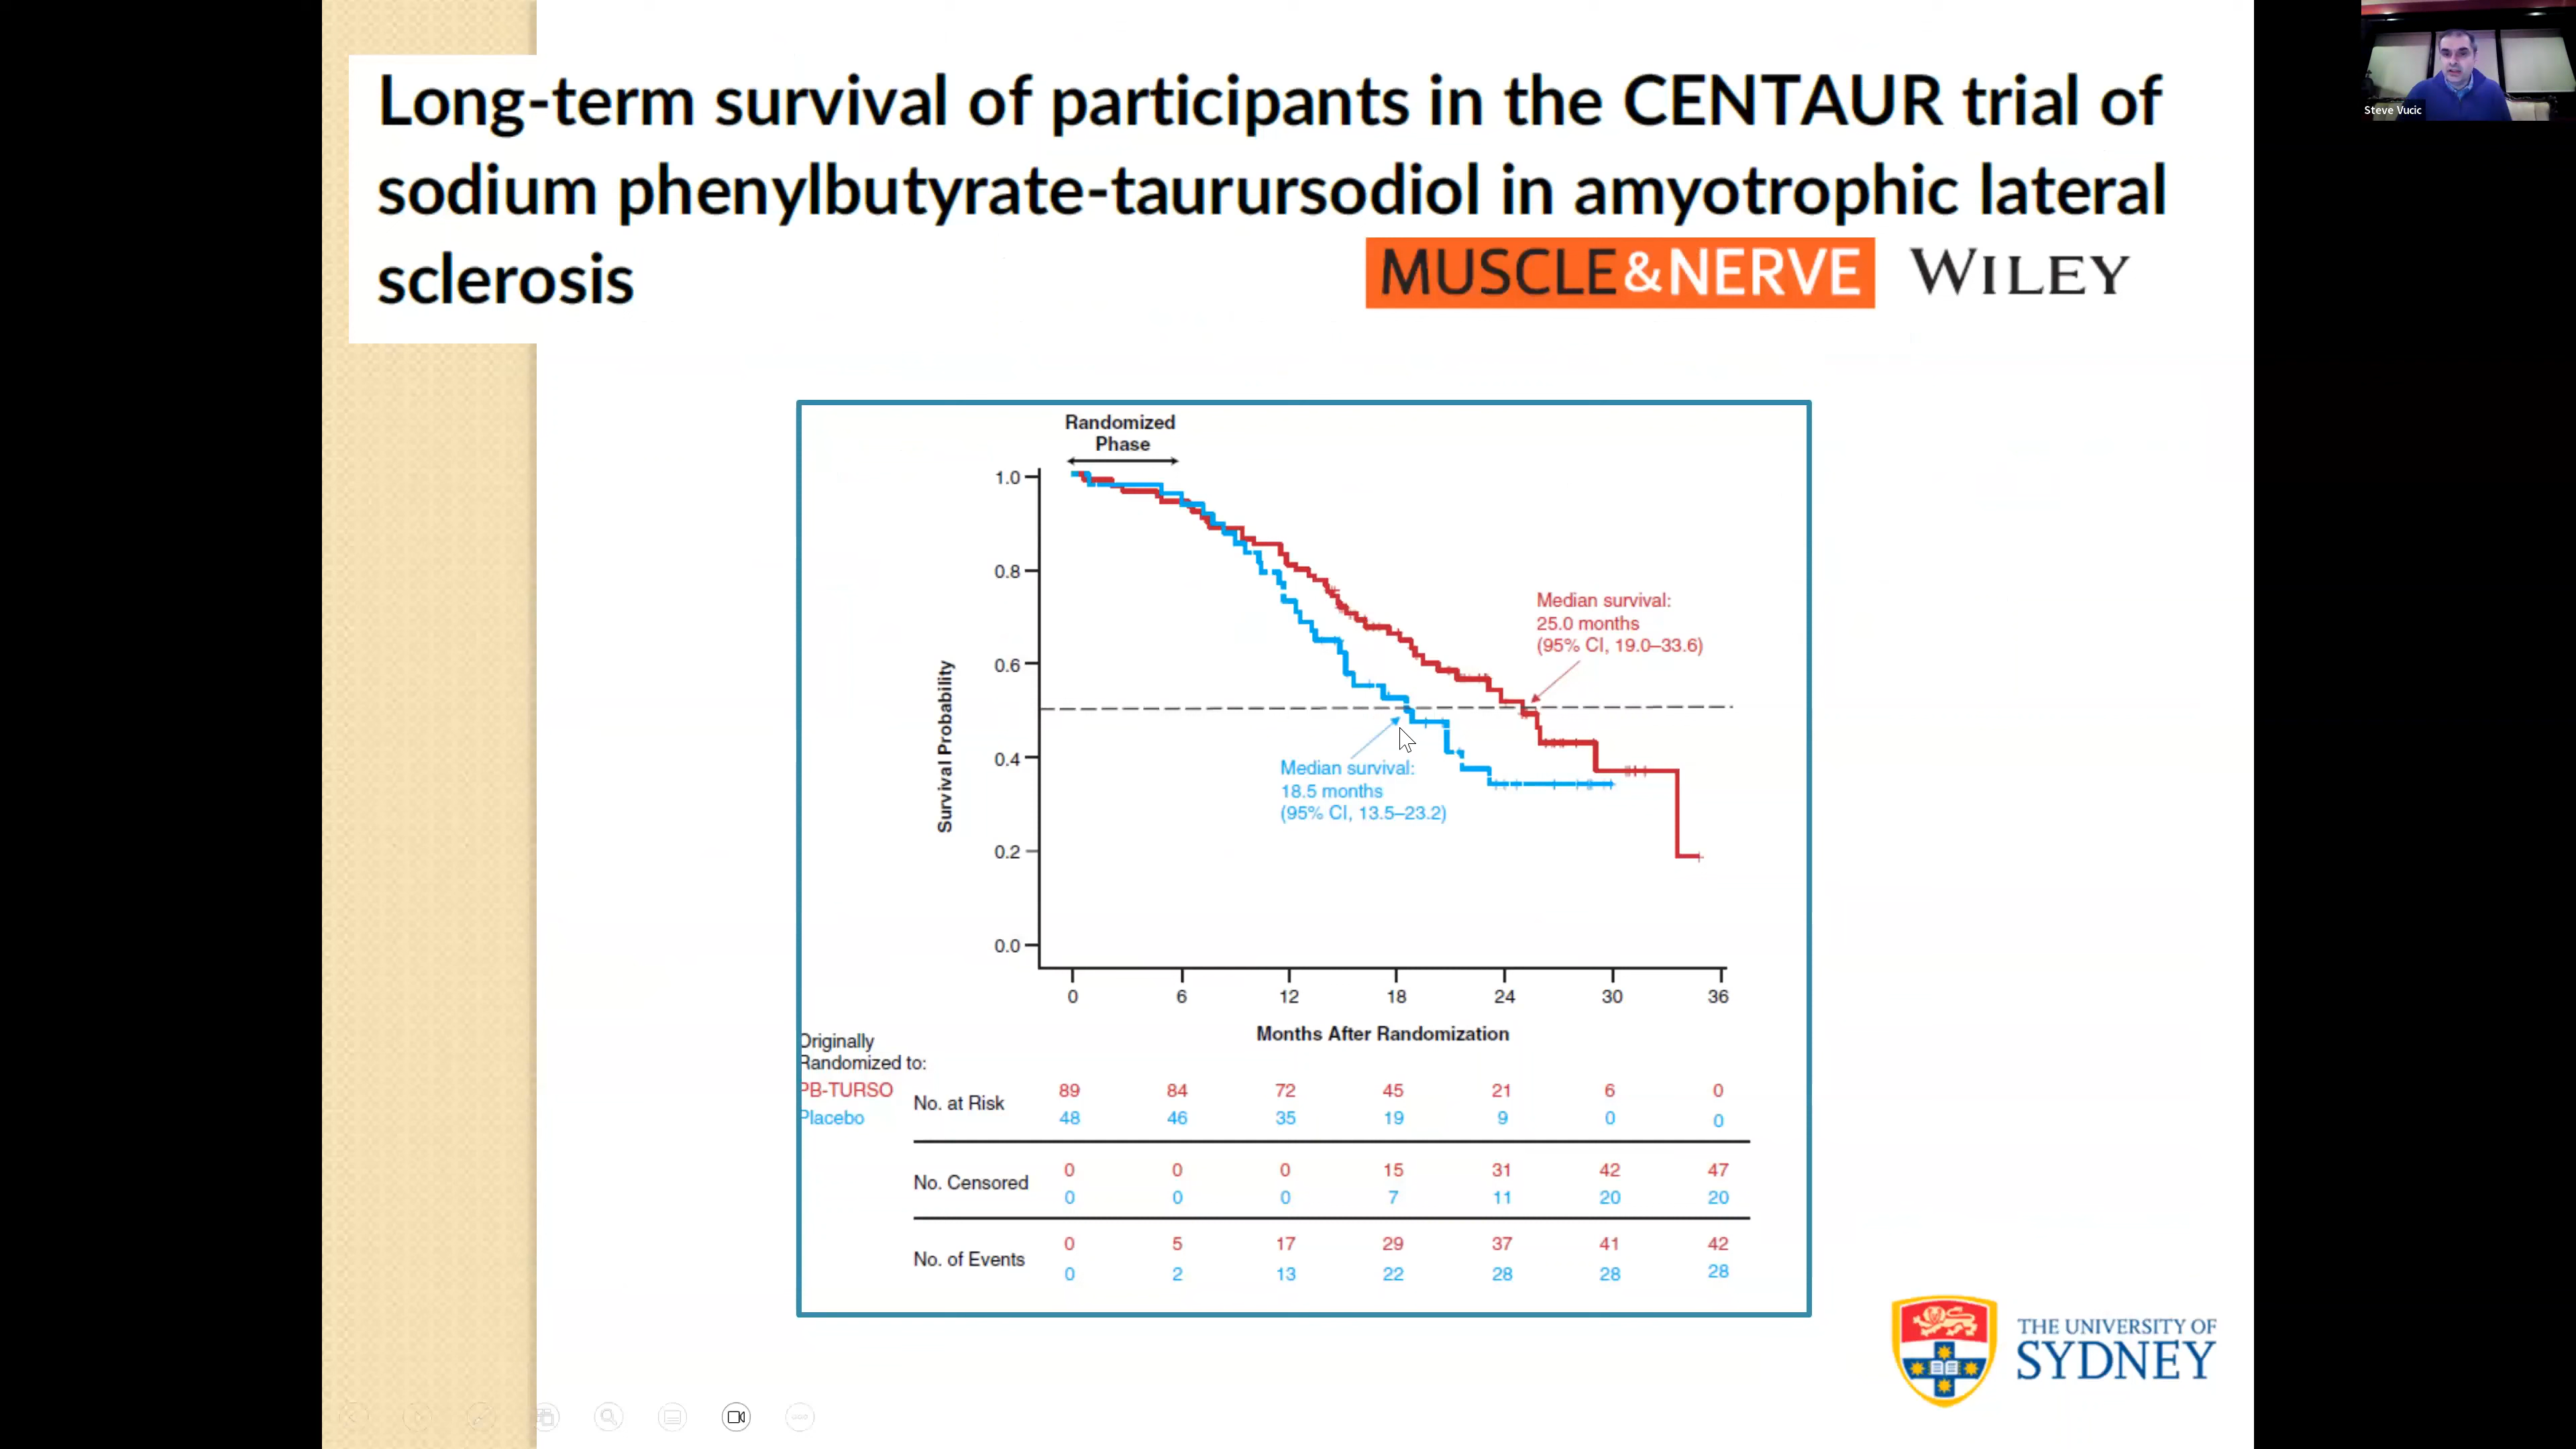 Long-term survival of participants in the CENTAUR trial of
sodium phenylbutyrate-taurursodiol in amyotrophic lateral
sclerosis
MUSCLE&NERVE WILEY
Steve Vucic
Randomized
Phase
1.0
0.8
0.6
0.4
0.2
0.0
Survival Probability
Median survival:
25.0 months
(95% CI, 19.0–33.6)
Median survival:
18.5 months
(95% CI, 13.5–23.2)
0 6 12 18 24 30 36
Months After Randomization
Originally
Randomized to:
PB-TURSO
Placebo
No. at Risk
89 84 72 45 21 6 0
48 46 35 19 9 0 0
No. Censored
0 0 0 15 31 42 47
0 0 0 7 11 20 20
No. of Events
0 5 17 29 37 41 42
0 2 13 22 28 28 28
THE UNIVERSITY OF
SYDNEY